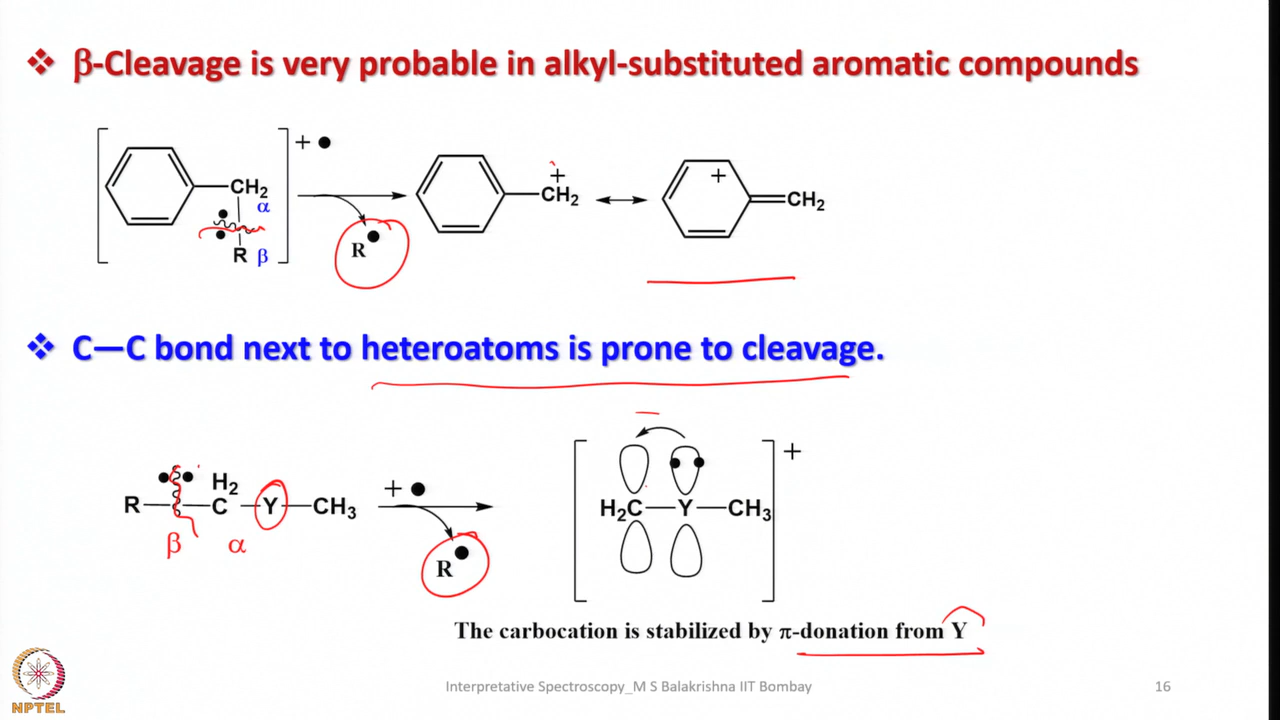 ❖ β-Cleavage is very probable in alkyl-substituted aromatic compounds
+ •
CH₂
α
R β
R•
+
CH₂
+
CH₂
❖ C—C bond next to heteroatoms is prone to cleavage.
R
H₂
C
Y
CH₃
β
α
+ •
R•
H₂C—Y—CH₃
+
The carbocation is stabilized by π-donation from Y
NPTEL
Interpretative Spectroscopy_M S Balakrishna IIT Bombay
16